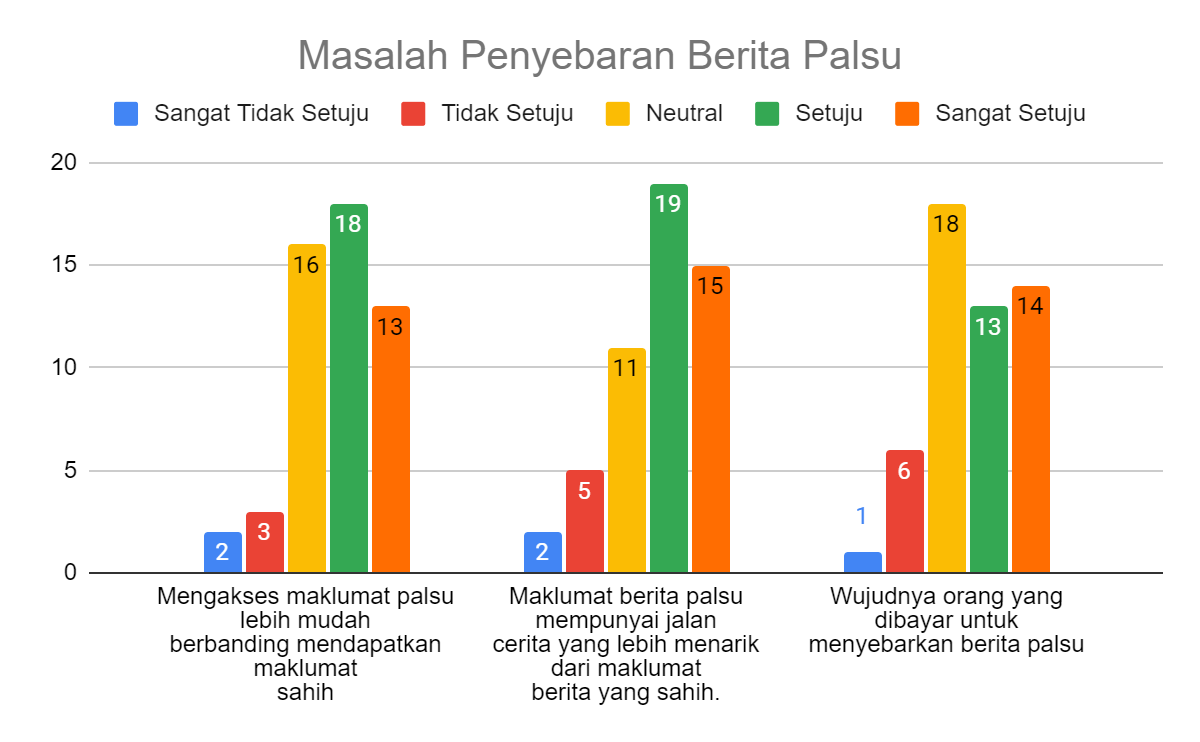 Masalah Penyebaran Berita Palsu
Sangat Tidak Setuju Tidak Setuju Neutral Setuju Sangat Setuju
20
15
10
5
0
2 3 16 18 13
2 5 11 19 15
1 6 18 13 14
Mengakses maklumat palsu
lebih mudah
berbanding mendapatkan
maklumat
sahih
Maklumat berita palsu
mempunyai jalan
cerita yang lebih menarik
dari maklumat
berita yang sahih.
Wujudnya orang yang
dibayar untuk
menyebarkan berita palsu